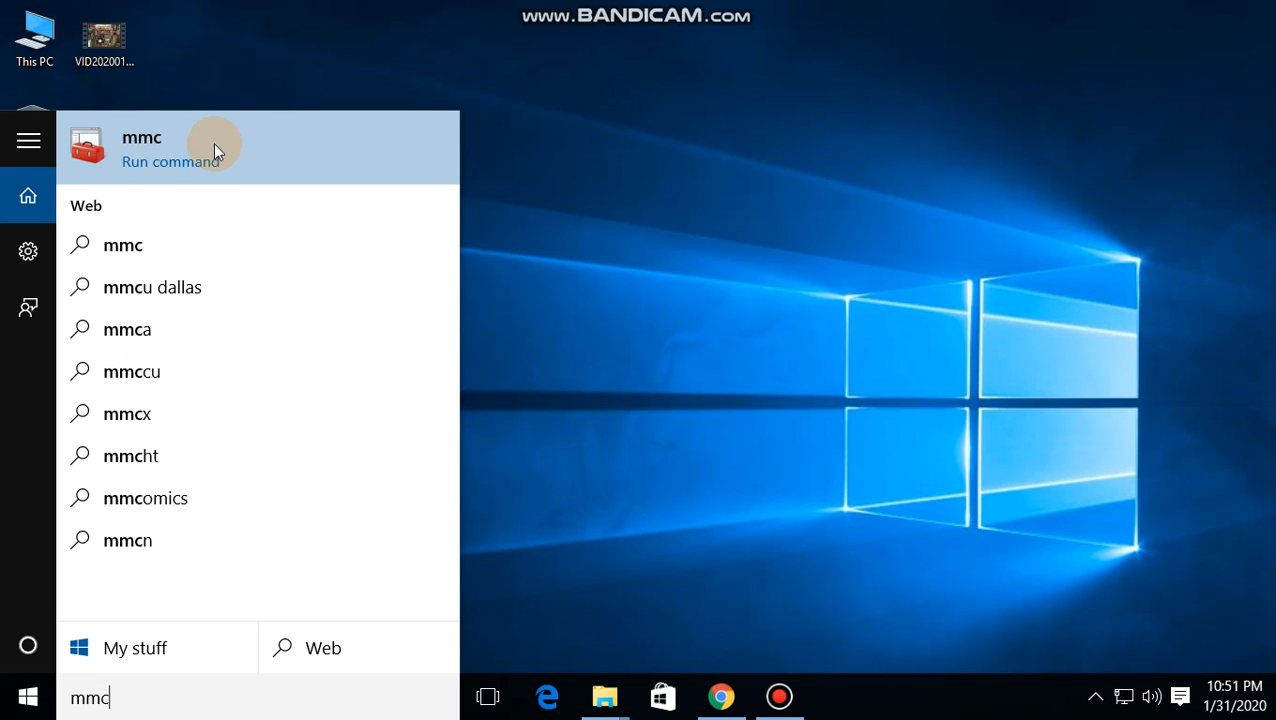 www.BANDICAM.com
This PC
VID202001...
mmc
Run command
Web
mmc
mmcu dallas
mmca
mmccu
mmcx
mmcht
mmcomics
mmcn
My stuff
Web
mmc
10:51 PM
1/31/2020